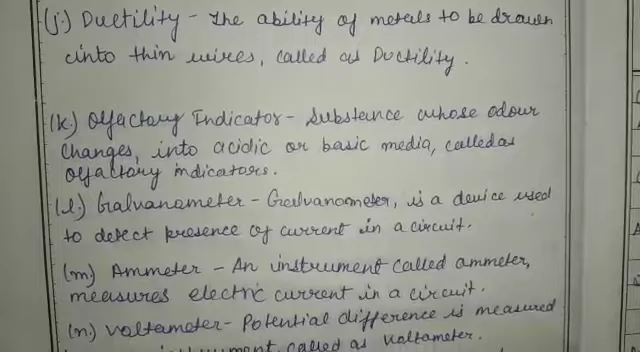 (j.) Ductility - The ability of metals to be drawn
into thin wires, called as Ductility.
(k.) Olfactory Indicator - Substance whose odour
changes, into acidic or basic media, called as
olfactory indicators.
(l.) Galvanometer - Galvanometer, is a device used
to detect presence of current in a circuit.
(m) Ammeter - An instrument called ammeter,
measures electric current in a circuit.
(n) Voltameter - Potential difference is measured
called as Voltameter.